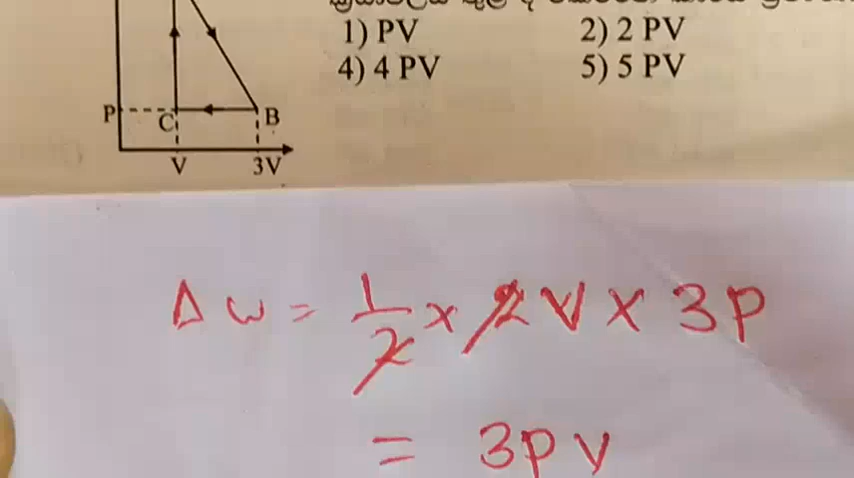 1) PV 2) 2 PV
4) 4 PV 5) 5 PV
P C B
V 3V
Δw = 1/2 × 2V × 3P
= 3PV